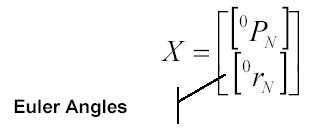 X = [[⁰P_N] [⁰r_N]]
Euler Angles